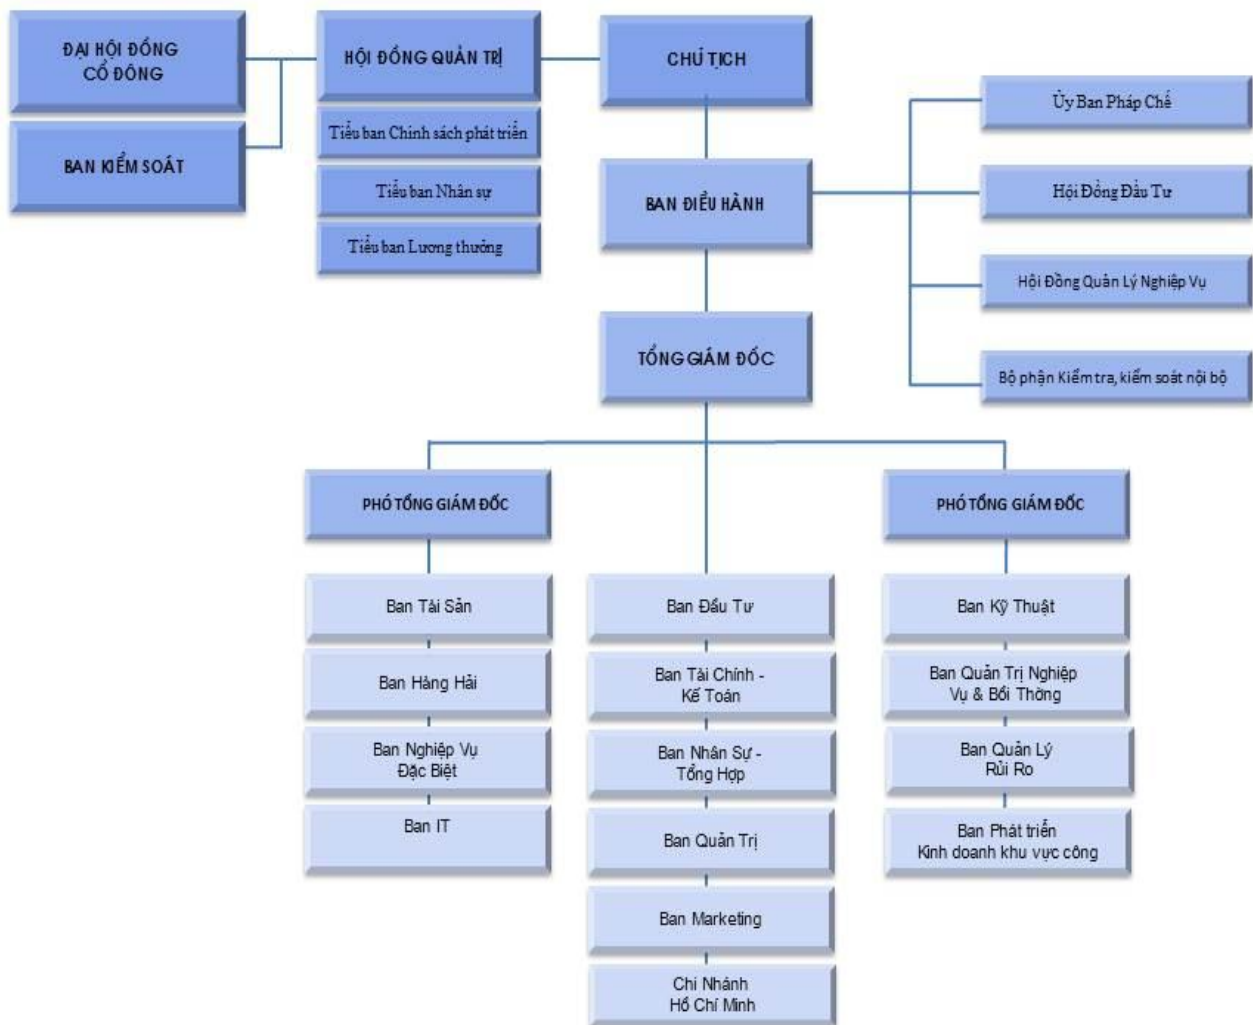 ĐẠI HỘI ĐỒNG
CỔ ĐÔNG
HỘI ĐỒNG QUẢN TRỊ
CHỦ TỊCH
Ủy Ban Pháp Chế
Tiểu ban Chính sách phát triển
BAN KIỂM SOÁT
Tiểu ban Nhân sự
BAN ĐIỀU HÀNH
Hội Đồng Đầu Tư
Tiểu ban Lương thưởng
Hội Đồng Quản Lý Nghiệp Vụ
TỔNG GIÁM ĐỐC
Bộ phận Kiểm tra, kiểm soát nội bộ
PHÓ TỔNG GIÁM ĐỐC
PHÓ TỔNG GIÁM ĐỐC
Ban Tài Sản
Ban Hàng Hải
Ban Nghiệp Vụ
Đặc Biệt
Ban IT
Ban Đầu Tư
Ban Tài Chính -
Kế Toán
Ban Nhân Sự -
Tổng Hợp
Ban Quản Trị
Ban Marketing
Chi Nhánh
Hồ Chí Minh
Ban Kỹ Thuật
Ban Quản Trị Nghiệp
Vụ & Bồi Thờng
Ban Quản Lý
Rủi Ro
Ban Phát triển
Kinh doanh khu vực công